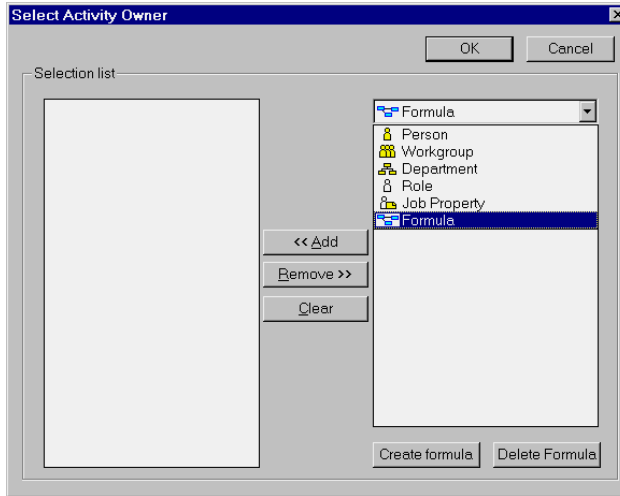 Select Activity Owner
OK
Cancel
Selection list
Formula
Person
Workgroup
Department
Role
Job Property
Formula
<< Add
Remove >>
Clear
Create formula
Delete Formula